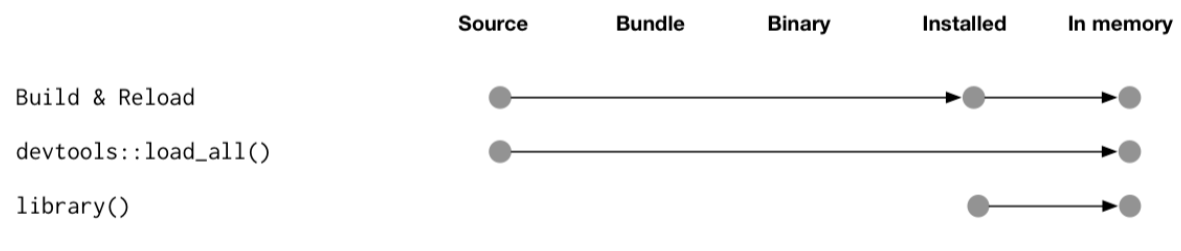 Source Bundle Binary Installed In memory
Build & Reload
devtools::load_all()
library()